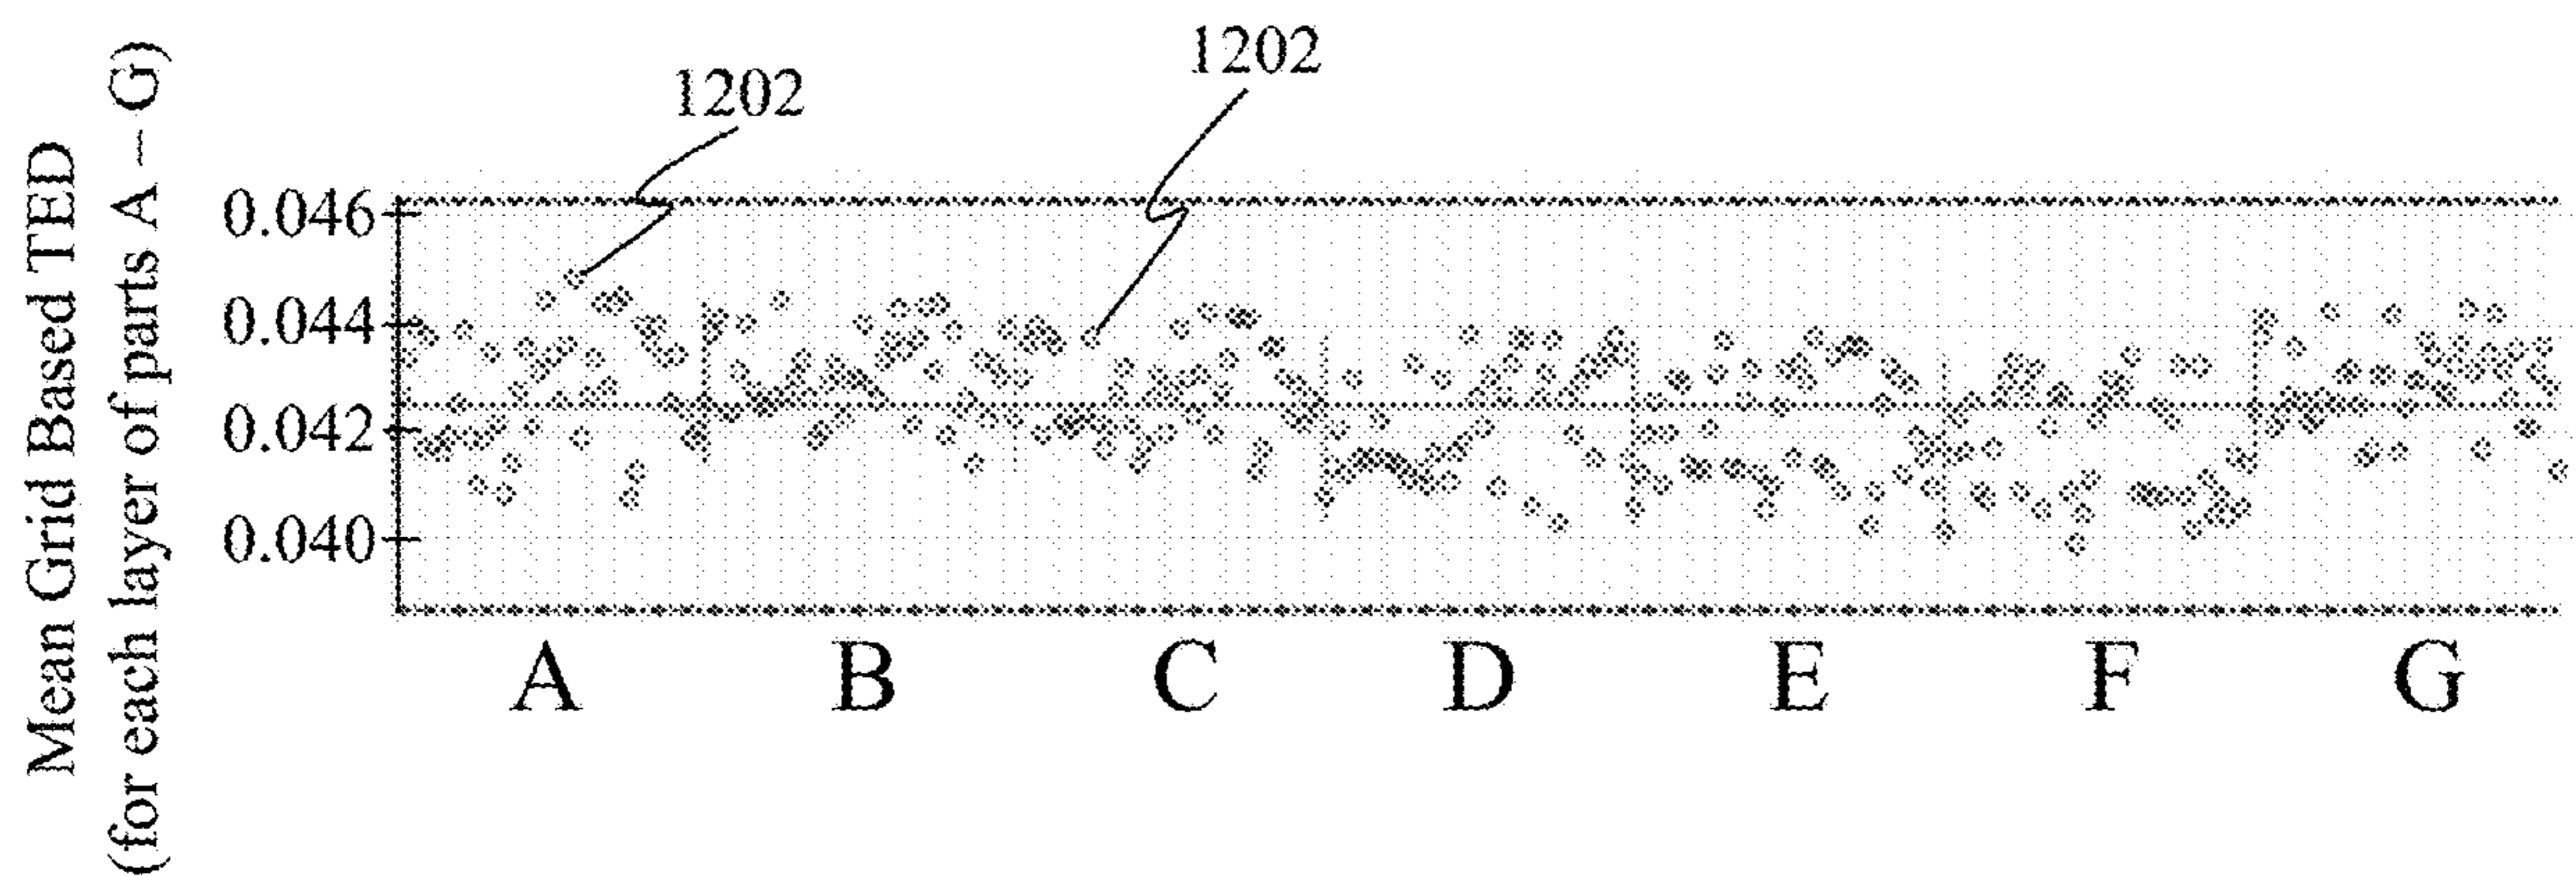 Mean Grid Based TED
(for each layer of parts A – G)
1202
1202
0.046
0.044
0.042
0.040
A B C D E F G